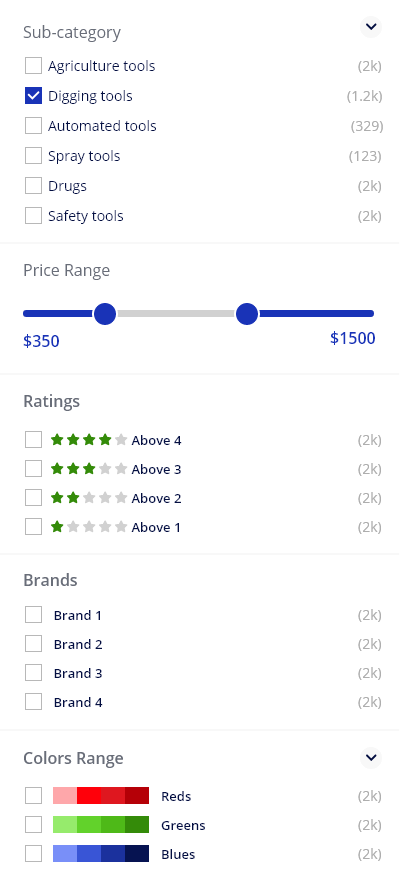 Sub-category
Agriculture tools (2k)
Digging tools (1.2k)
Automated tools (329)
Spray tools (123)
Drugs (2k)
Safety tools (2k)
Price Range
$350 $1500
Ratings
Above 4 (2k)
Above 3 (2k)
Above 2 (2k)
Above 1 (2k)
Brands
Brand 1 (2k)
Brand 2 (2k)
Brand 3 (2k)
Brand 4 (2k)
Colors Range
Reds (2k)
Greens (2k)
Blues (2k)